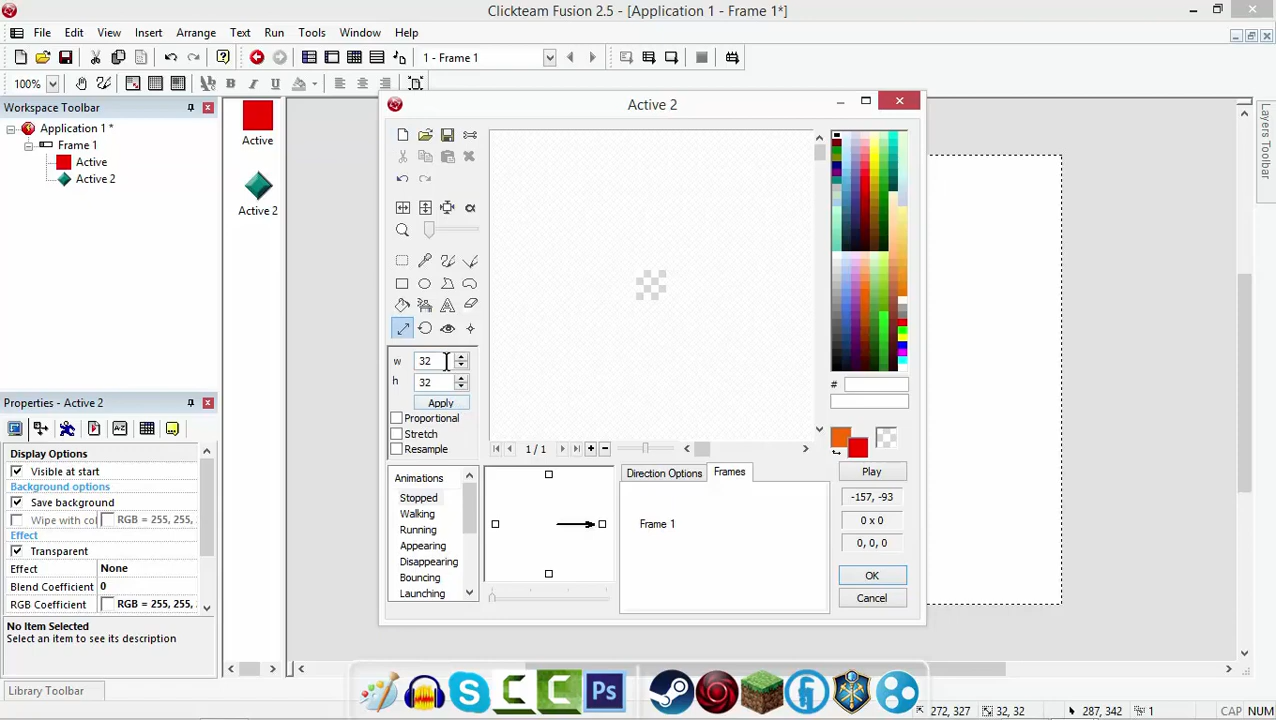 Clickteam Fusion 2.5 - [Application 1 - Frame 1*]
File Edit View Insert Arrange Text Run Tools Window Help
1 - Frame 1
100%
Workspace Toolbar
Application 1 *
Frame 1
Active
Active 2
Active
Active 2
Active 2
w 32
h 32
Apply
Proportional
Stretch
Resample
1 / 1
#
Animations
Stopped
Walking
Running
Appearing
Disappearing
Bouncing
Launching
Direction Options Frames
Frame 1
Play
-157, -93
0 x 0
0, 0, 0
OK
Cancel
Layers Toolbar
Properties - Active 2
Display Options
Visible at start
Background options
Save background
Wipe with col RGB = 255, 255,
Effect
Transparent
Effect None
Blend Coefficient 0
RGB Coefficient RGB = 255, 255,
No Item Selected
Select an item to see its description
Library Toolbar
Ps
272, 327 32, 32 287, 342 1 CAP NUM